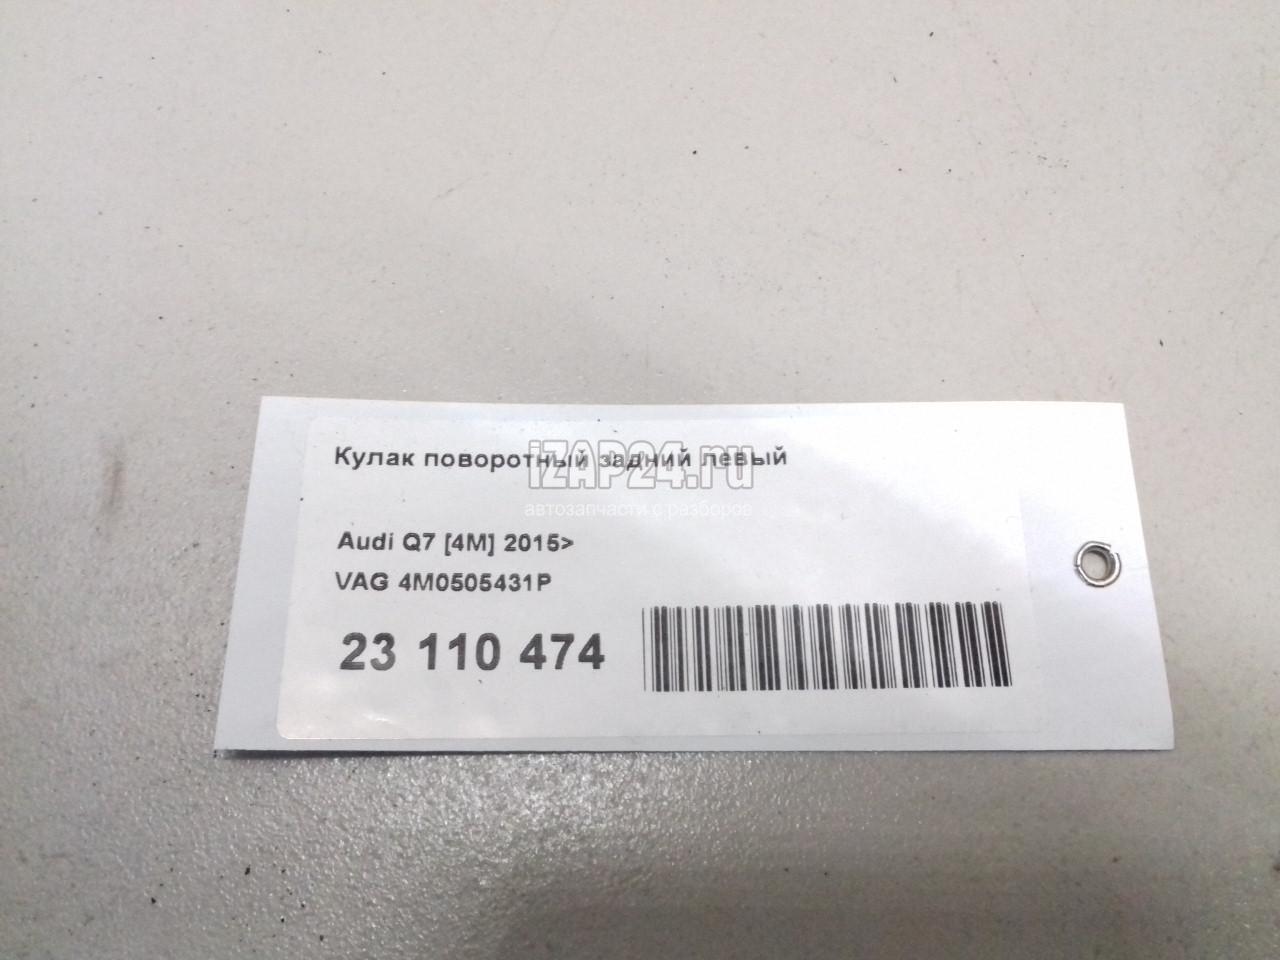 Кулак поворотный задний левый
iZAP24.ru
автозапчасти с разборов
Audi Q7 [4M] 2015>
VAG 4M0505431P
23 110 474